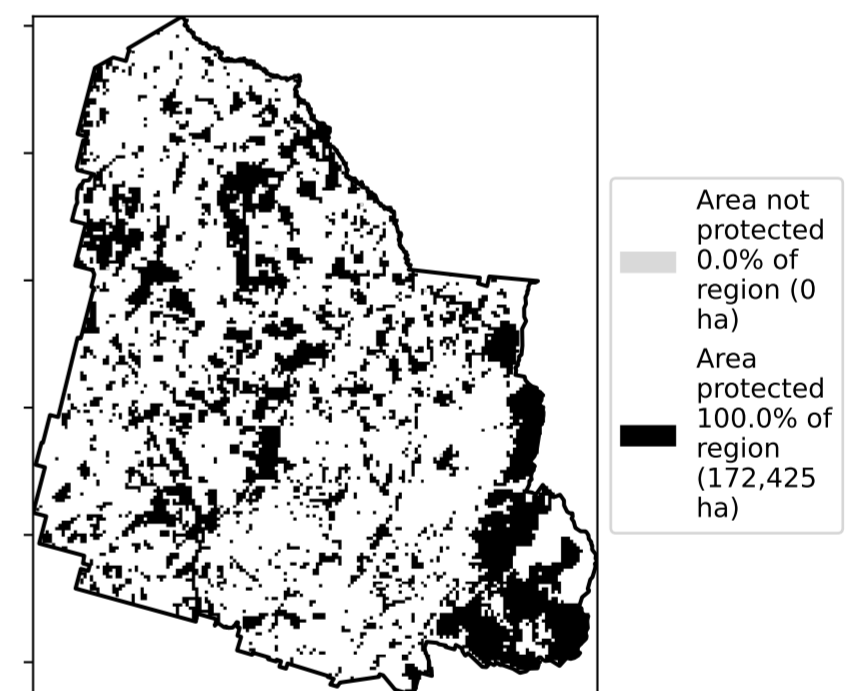 Area not
protected
0.0% of
region (0
ha)
Area
protected
100.0% of
region
(172,425
ha)